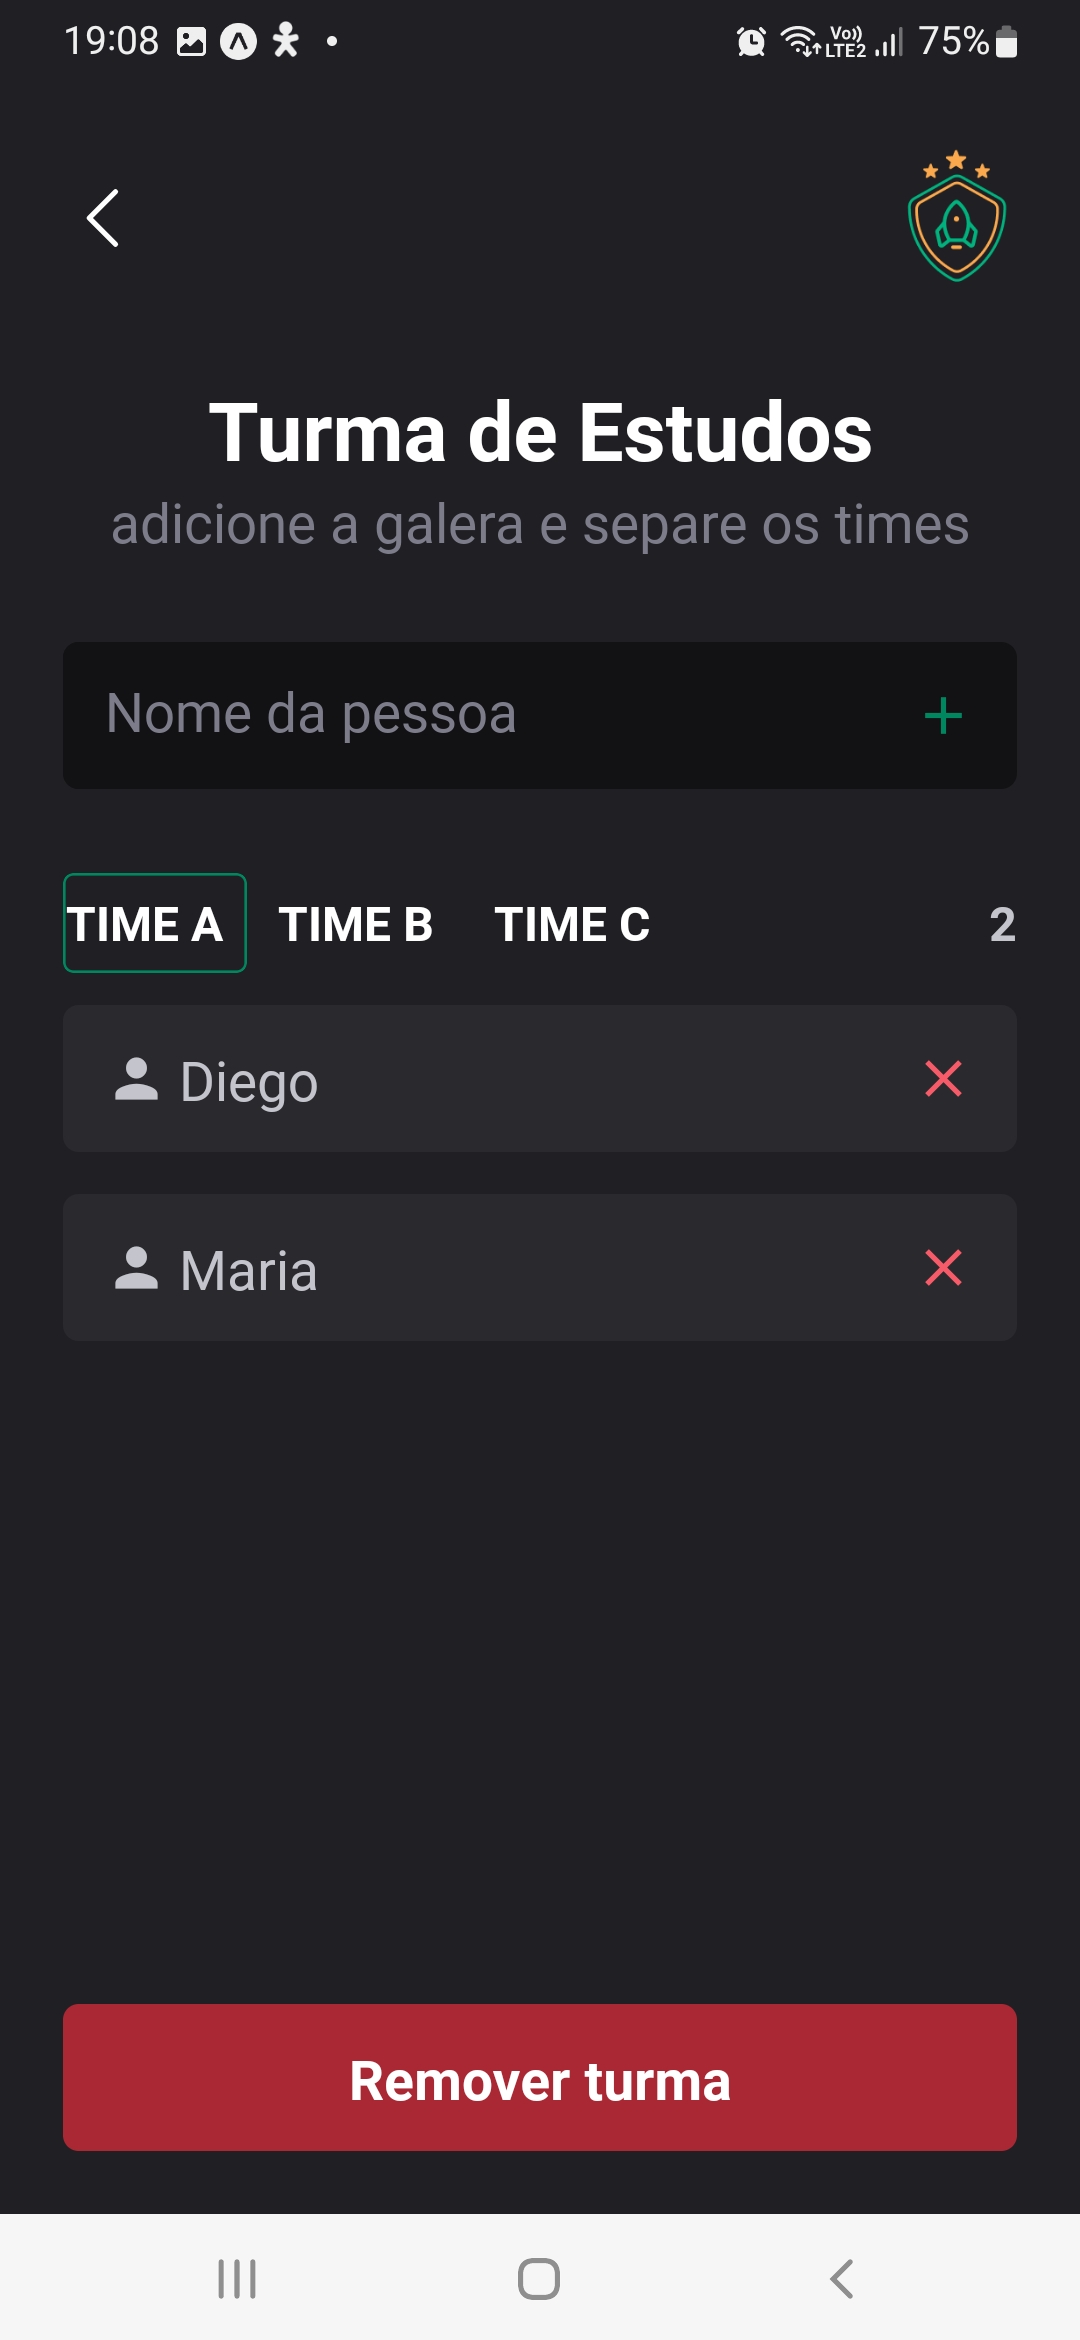 19:08
Vo))
LTE2
75%
Turma de Estudos
adicione a galera e separe os times
Nome da pessoa
TIME A
TIME B
TIME C
2
Diego
Maria
Remover turma